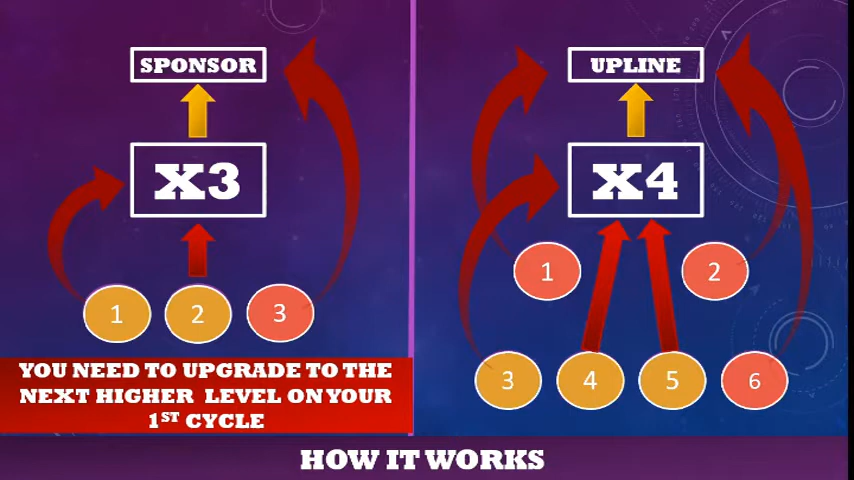 SPONSOR
X3
1
2
3
YOU NEED TO UPGRADE TO THE
NEXT HIGHER LEVEL ON YOUR
1ST CYCLE
UPLINE
X4
1
2
3
4
5
6
HOW IT WORKS